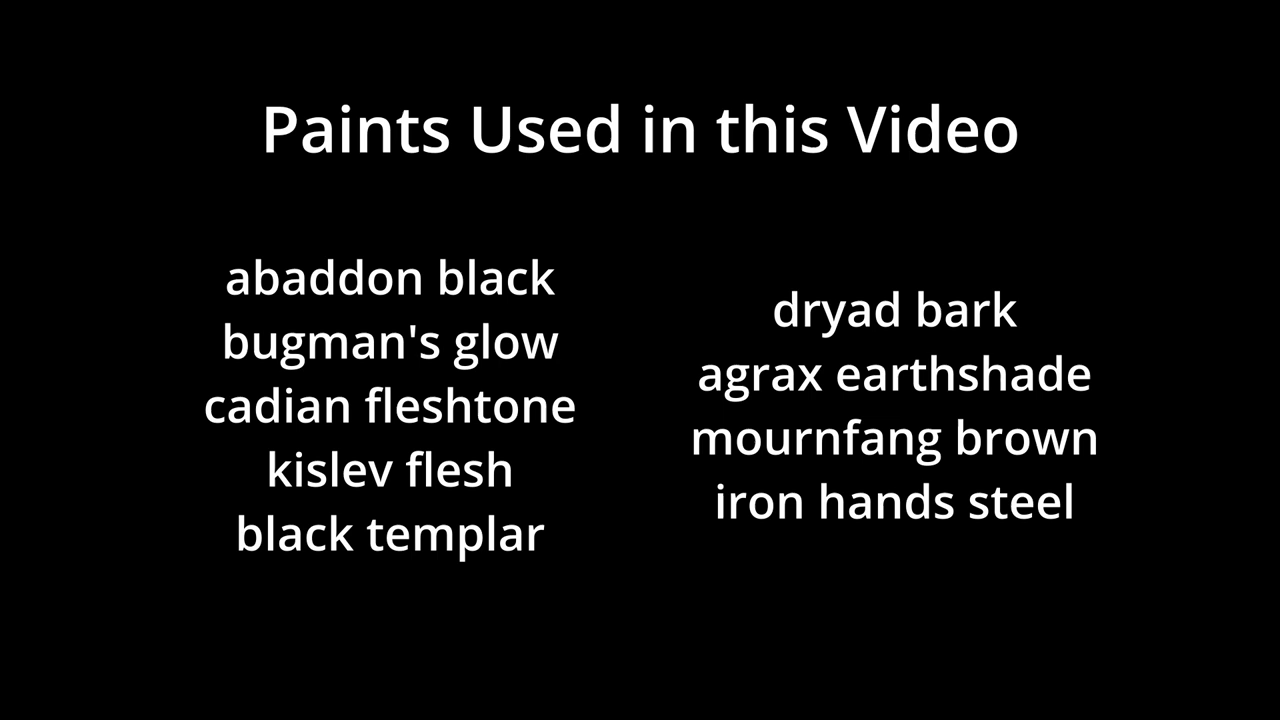 Paints Used in this Video
abaddon black
bugman's glow
cadian fleshtone
kislev flesh
black templar
dryad bark
agrax earthshade
mournfang brown
iron hands steel